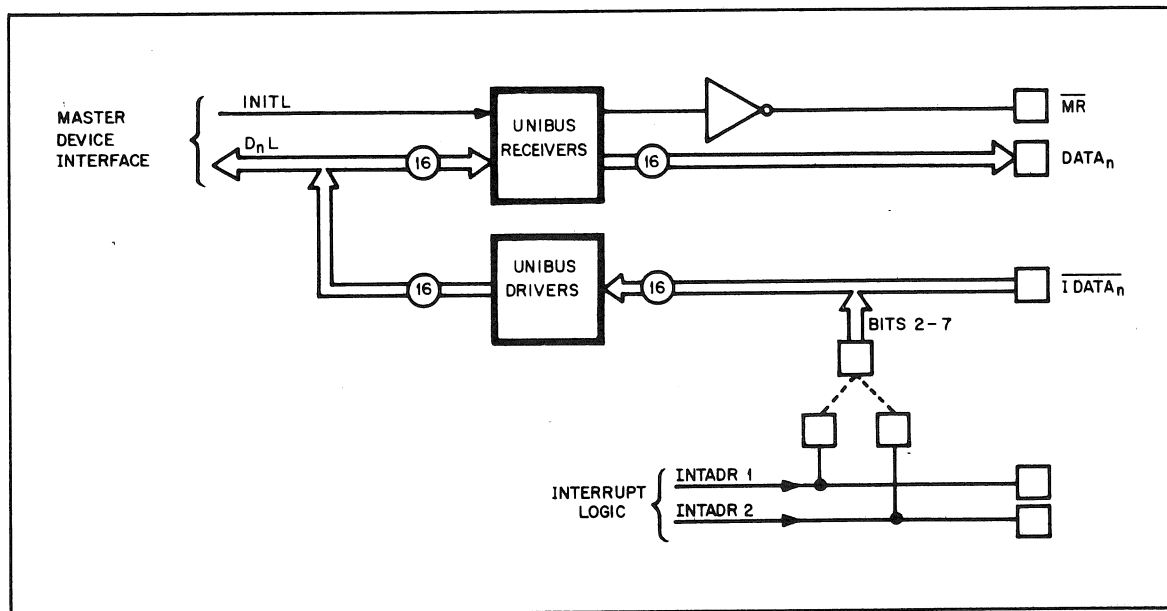 INITL
MASTER
DEVICE
INTERFACE
DnL
16
UNIBUS
RECEIVERS
16
MR
DATAn
UNIBUS
DRIVERS
16
16
I DATAn
BITS 2-7
INTERRUPT
LOGIC
INTADR 1
INTADR 2